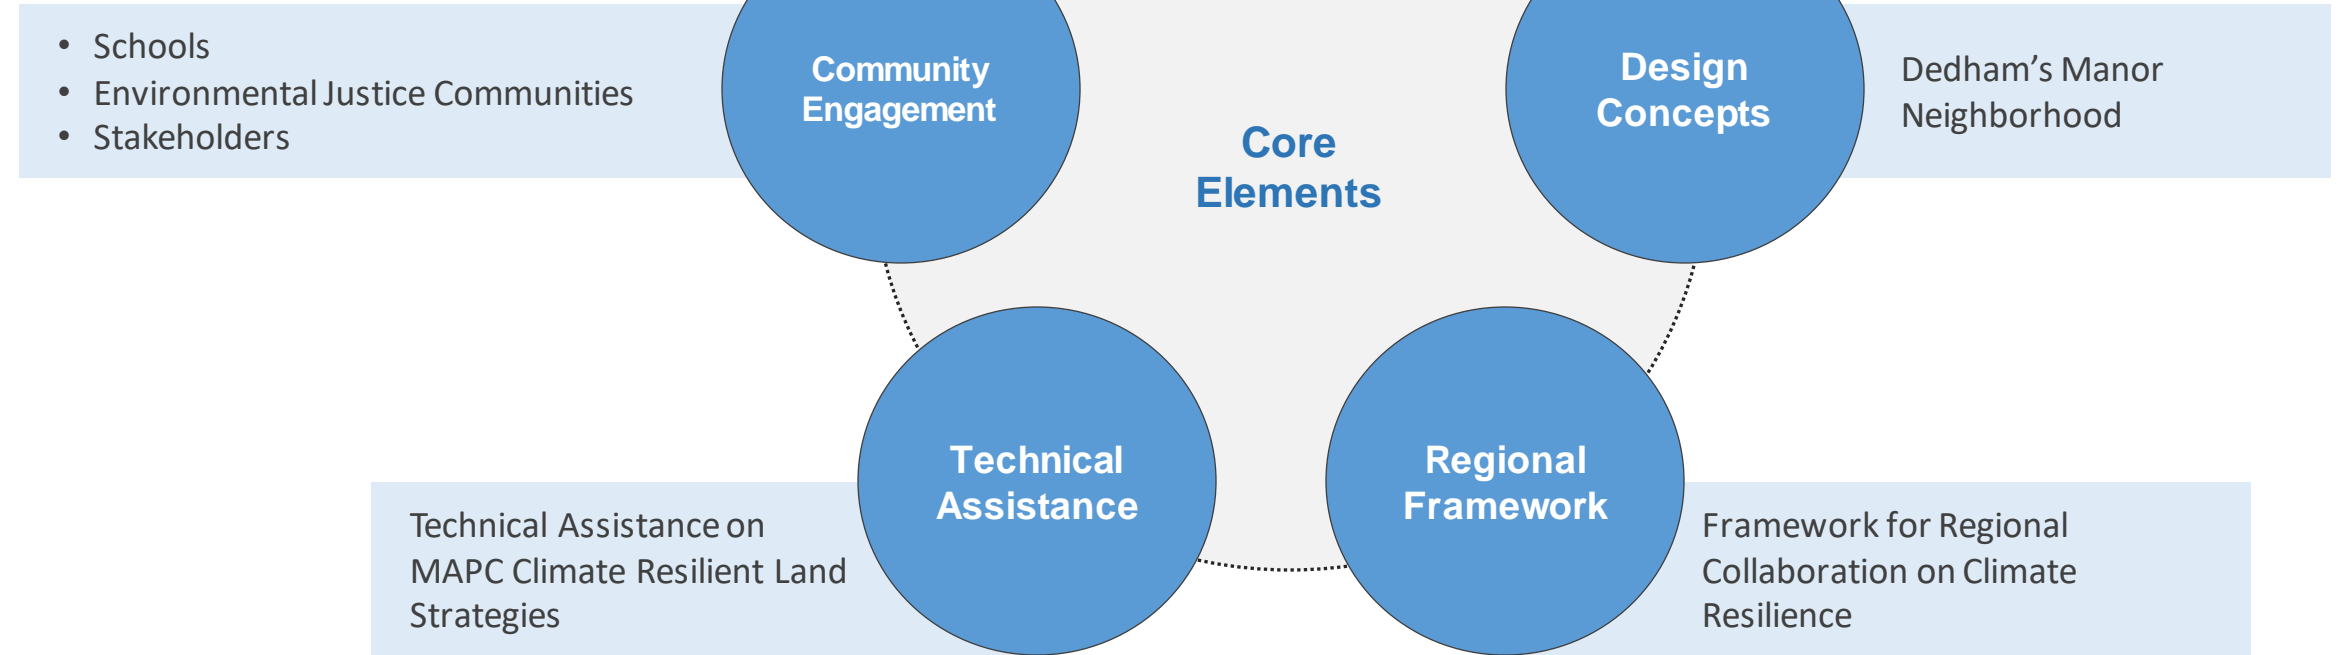 • Schools
• Environmental Justice Communities
• Stakeholders
Community
Engagement
Core
Elements
Design
Concepts
Dedham’s Manor
Neighborhood
Technical Assistance on
MAPC Climate Resilient Land
Strategies
Technical
Assistance
Regional
Framework
Framework for Regional
Collaboration on Climate
Resilience